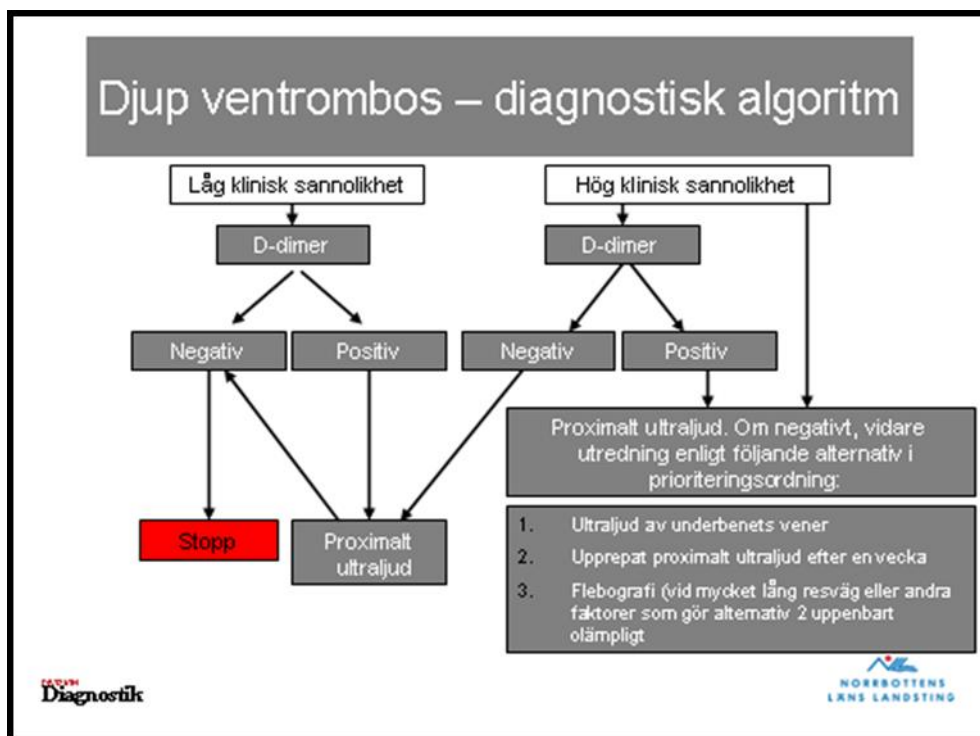 Djup ventrombos – diagnostisk algoritm
Låg klinisk sannolikhet
Hög klinisk sannolikhet
D-dimer
D-dimer
Negativ
Positiv
Negativ
Positiv
Stopp
Proximalt
ultraljud
Proximalt ultraljud. Om negativt, vidare
utredning enligt följande alternativ i
prioriteringsordning:
1. Ultraljud av underbenets vener
2. Upprepat proximalt ultraljud efter en vecka
3. Flebografi (vid mycket lång resväg eller andra
faktorer som gör alternativ 2 uppenbart
olämpligt
Diagnostik
NORRBOTTENS
LÄNS LANDSTING